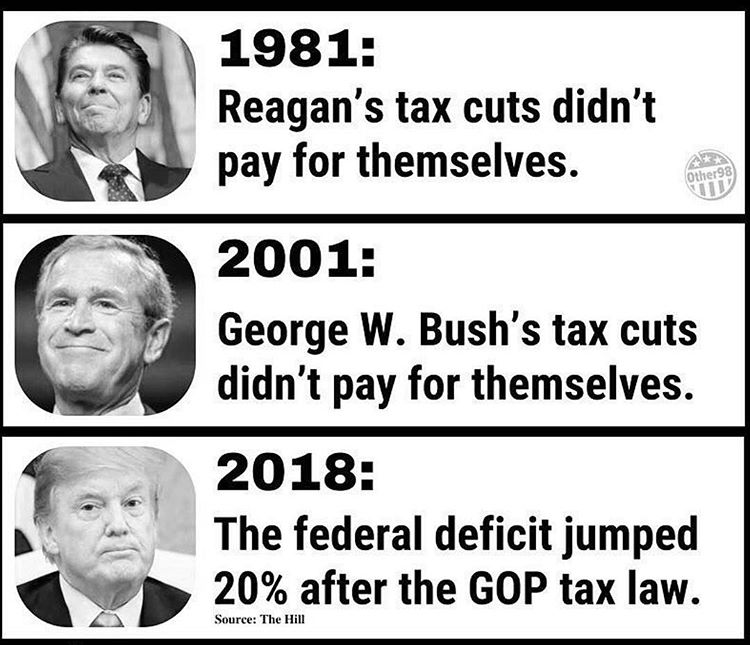 1981:
Reagan's tax cuts didn't
pay for themselves.
Other98
2001:
George W. Bush's tax cuts
didn't pay for themselves.
2018:
The federal deficit jumped
20% after the GOP tax law.
Source: The Hill